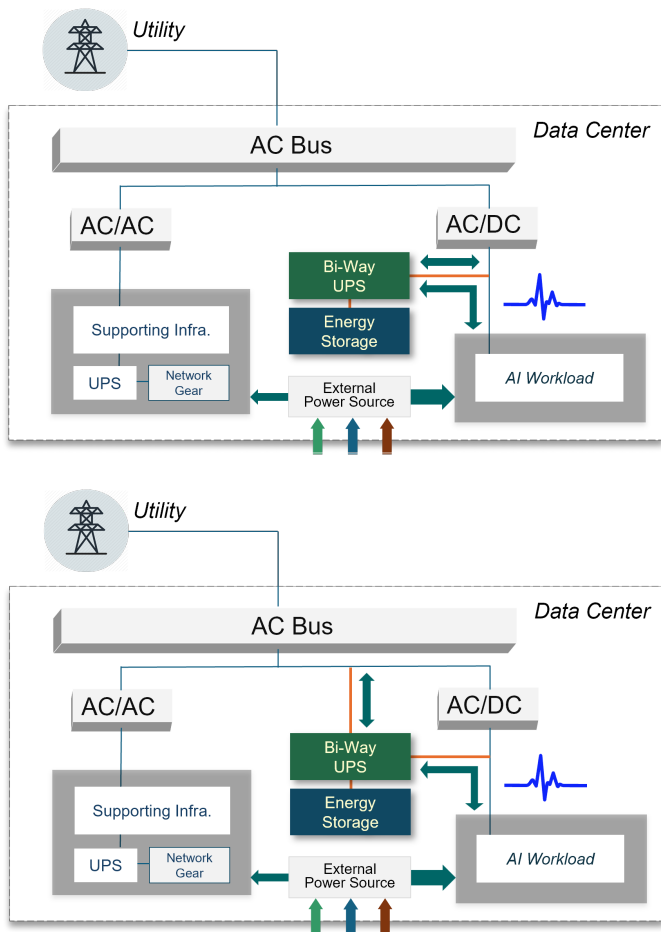 Utility
Data Center
AC Bus
AC/AC
AC/DC
Bi-Way
UPS
Energy
Storage
Supporting Infra.
UPS
Network
Gear
External
Power Source
AI Workload
Utility
Data Center
AC Bus
AC/AC
AC/DC
Bi-Way
UPS
Energy
Storage
Supporting Infra.
UPS
Network
Gear
External
Power Source
AI Workload